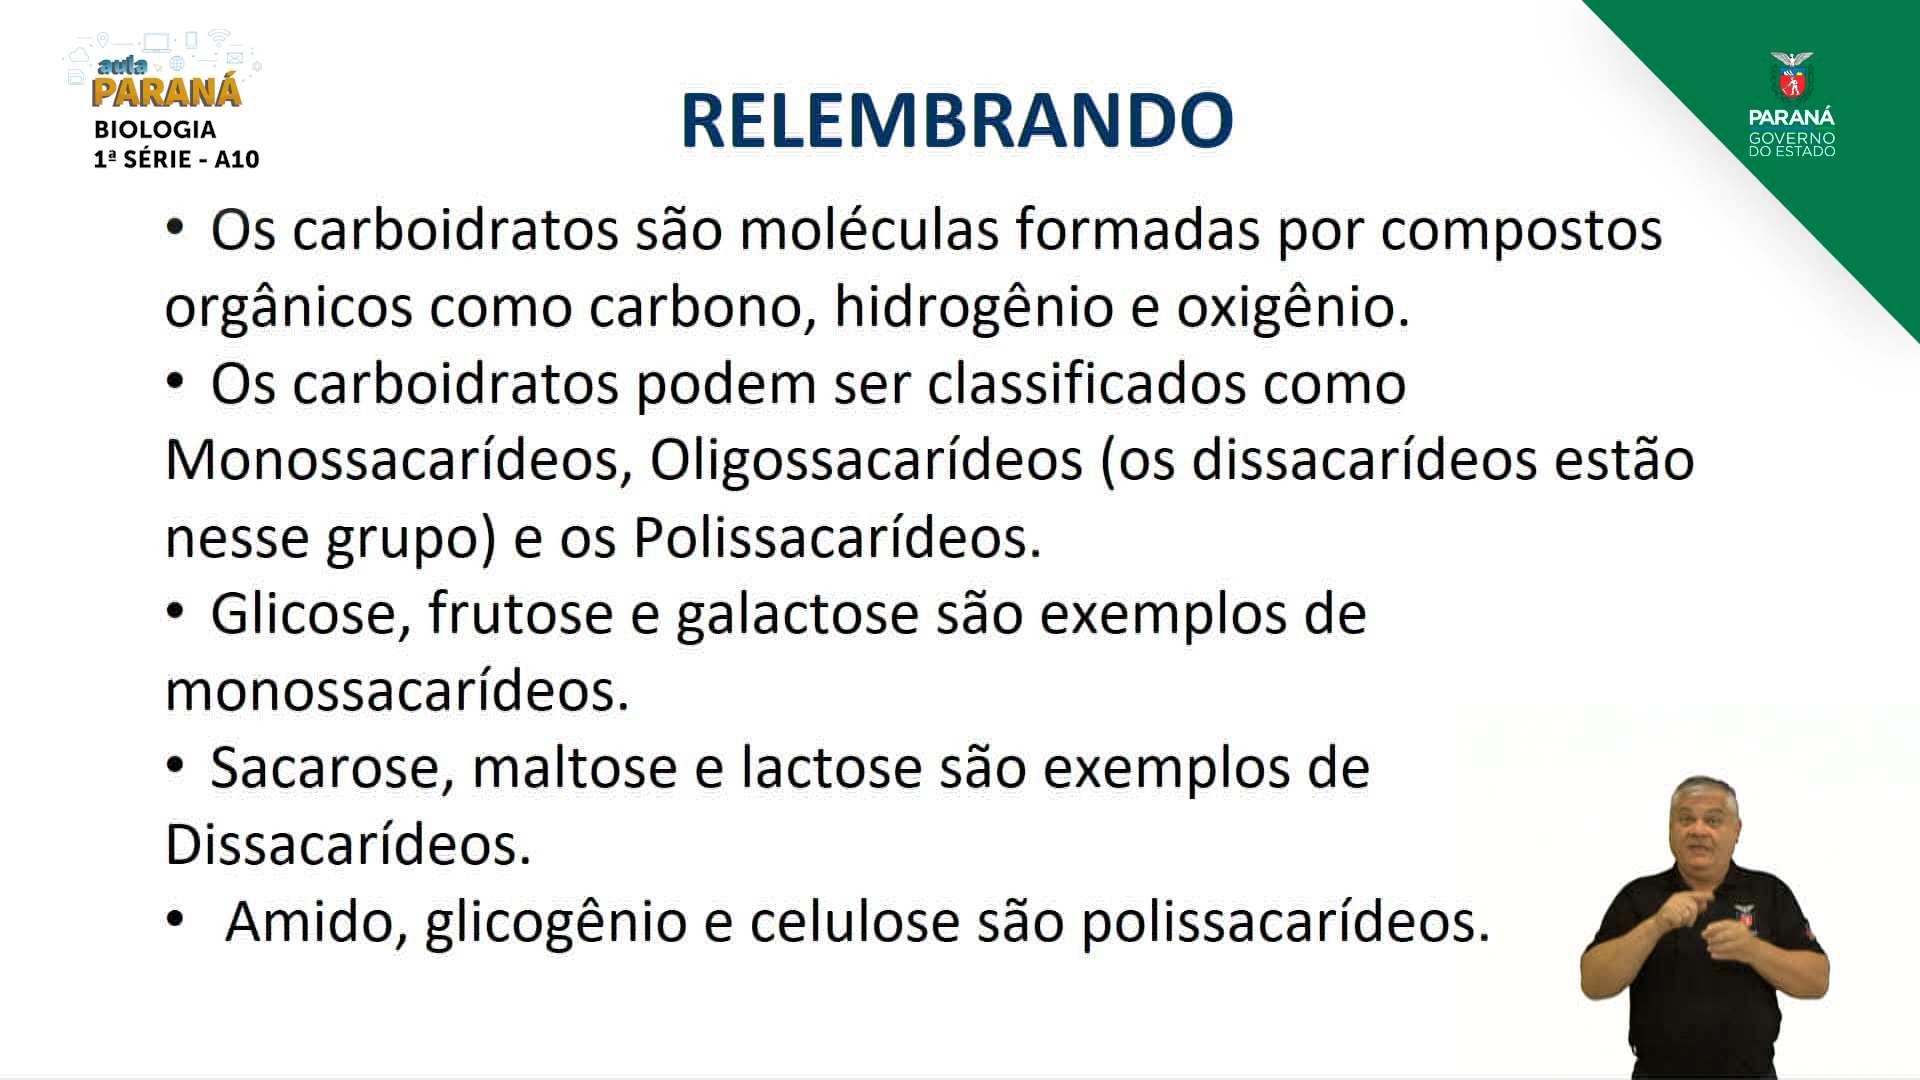 aula
PARANÁ
BIOLOGIA
1ª SÉRIE - A10
RELEMBRANDO
PARANÁ
GOVERNO
DO ESTADO
• Os carboidratos são moléculas formadas por compostos
orgânicos como carbono, hidrogênio e oxigênio.
• Os carboidratos podem ser classificados como
Monossacarídeos, Oligossacarídeos (os dissacarídeos estão
nesse grupo) e os Polissacarídeos.
• Glicose, frutose e galactose são exemplos de
monossacarídeos.
• Sacarose, maltose e lactose são exemplos de
Dissacarídeos.
• Amido, glicogênio e celulose são polissacarídeos.